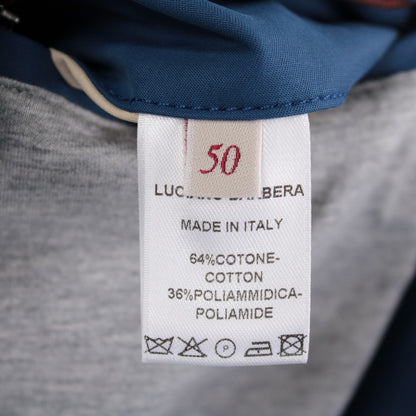 50
LUCIANO BARBERA
MADE IN ITALY
64%COTONE-
COTTON
36%POLIAMMIDICA-
POLIAMIDE
P